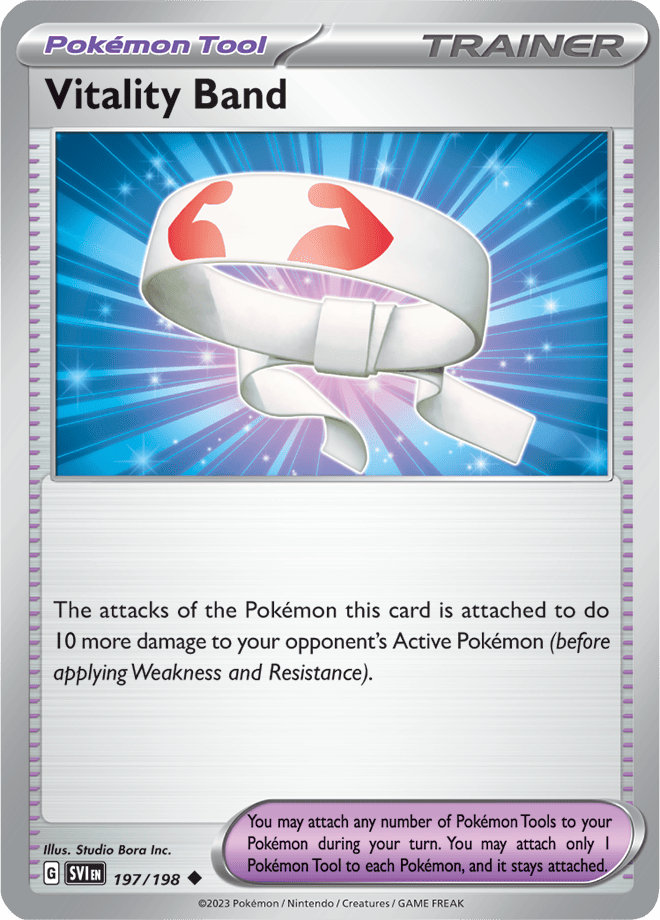 Pokémon Tool
TRAINER
Vitality Band
The attacks of the Pokémon this card is attached to do
10 more damage to your opponent's Active Pokémon (before
applying Weakness and Resistance).
You may attach any number of Pokémon Tools to your
Pokémon during your turn. You may attach only 1
Pokémon Tool to each Pokémon, and it stays attached.
Illus. Studio Bora Inc.
G SVI EN 197/198
©2023 Pokémon / Nintendo / Creatures / GAME FREAK